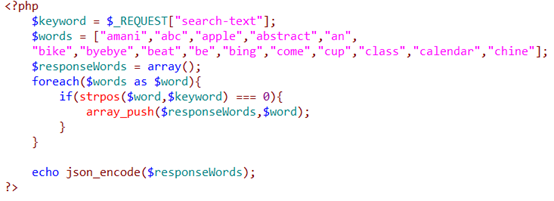 <?php
$keyword = $_REQUEST["search-text"];
$words = ["amani","abc","apple","abstract","an",
"bike","byebye","beat","be","bing","come","cup","class","calendar","chine"];
$responseWords = array();
foreach($words as $word){
if(strpos($word,$keyword) === 0){
array_push($responseWords,$word);
}
}
echo json_encode($responseWords);
?>